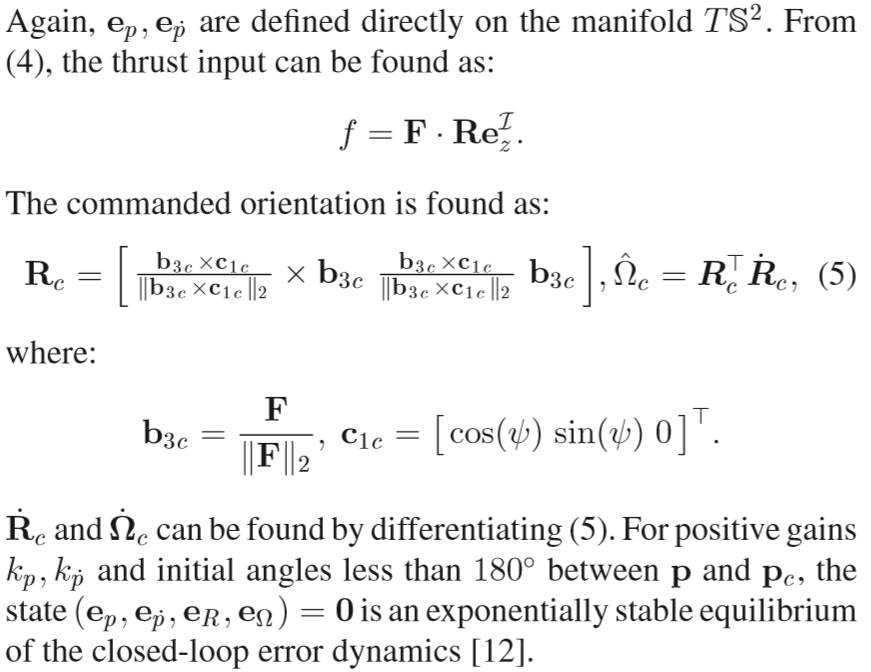 Again, $\mathbf{e}_p, \mathbf{e}_{\dot{p}}$ are defined directly on the manifold $T\mathbb{S}^2$. From
(4), the thrust input can be found as:
$f = \mathbf{F} \cdot \mathbf{R}\mathbf{e}_z^{\mathcal{I}}.$
The commanded orientation is found as:
$\mathbf{R}_c = \left[ \frac{\mathbf{b}_{3c} \times \mathbf{c}_{1c}}{\|\mathbf{b}_{3c} \times \mathbf{c}_{1c}\|_2} \times \mathbf{b}_{3c} \; \frac{\mathbf{b}_{3c} \times \mathbf{c}_{1c}}{\|\mathbf{b}_{3c} \times \mathbf{c}_{1c}\|_2} \; \mathbf{b}_{3c} \right], \hat{\Omega}_c = \boldsymbol{R}_c^\top \dot{\boldsymbol{R}}_c, \; (5)$
where:
$\mathbf{b}_{3c} = \frac{\mathbf{F}}{\|\mathbf{F}\|_2}, \; \mathbf{c}_{1c} = \left[ \cos(\psi) \; \sin(\psi) \; 0 \right]^\top.$
$\dot{\mathbf{R}}_c$ and $\dot{\mathbf{\Omega}}_c$ can be found by differentiating (5). For positive gains
$k_p, k_{\dot{p}}$ and initial angles less than $180^\circ$ between $\mathbf{p}$ and $\mathbf{p}_c$, the
state $(\mathbf{e}_p, \mathbf{e}_{\dot{p}}, \mathbf{e}_R, \mathbf{e}_\Omega) = \mathbf{0}$ is an exponentially stable equilibrium
of the closed-loop error dynamics [12].